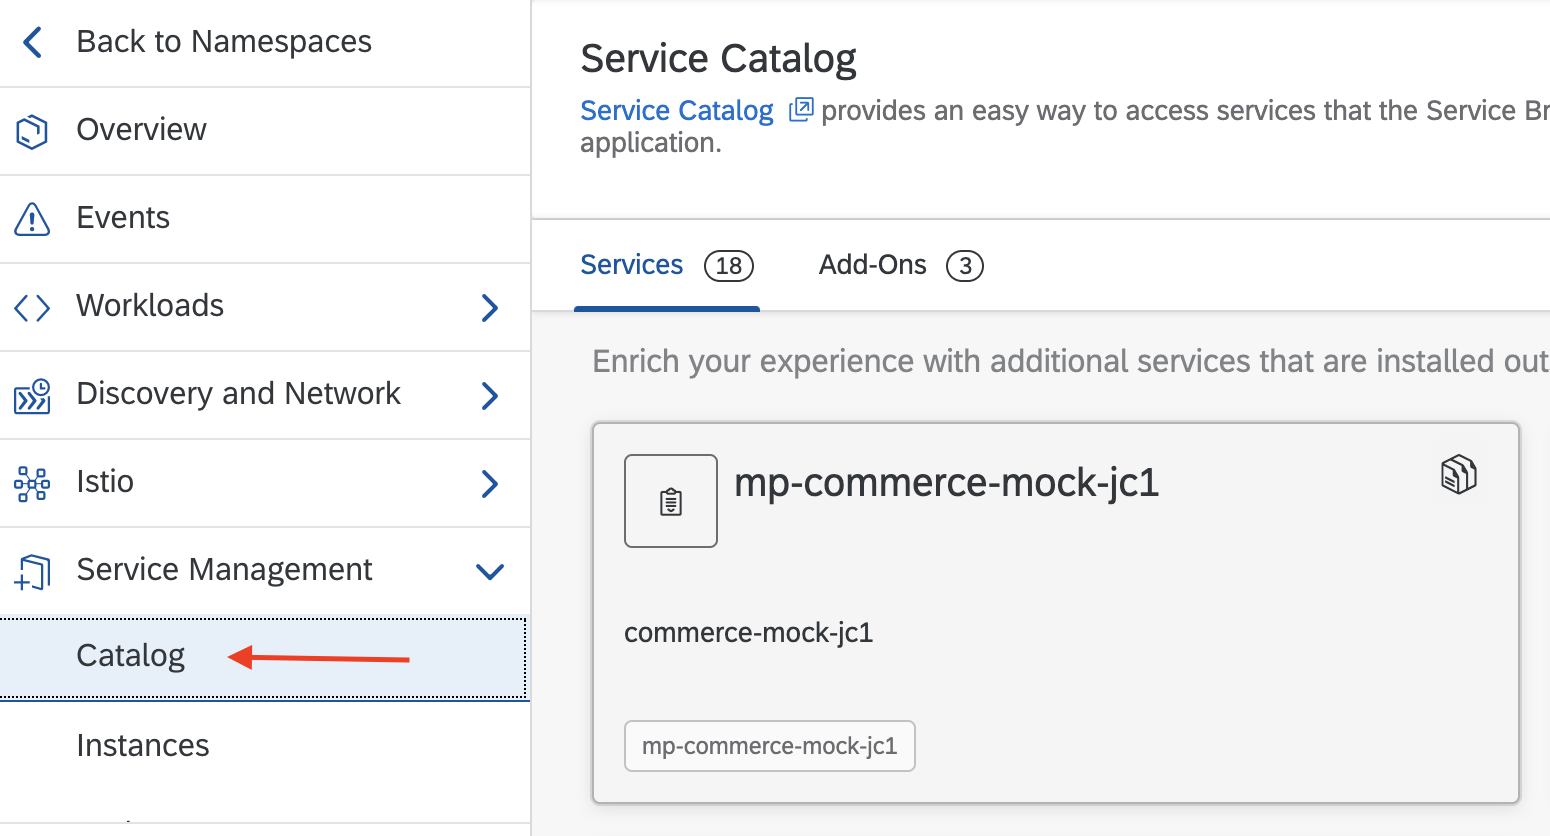 Back to Namespaces
Overview
Events
Workloads
Discovery and Network
Istio
Service Management
Catalog
Instances
Service Catalog
Service Catalog provides an easy way to access services that the Service Br
application.
Services 18 Add-Ons 3
Enrich your experience with additional services that are installed out
mp-commerce-mock-jc1
commerce-mock-jc1
mp-commerce-mock-jc1